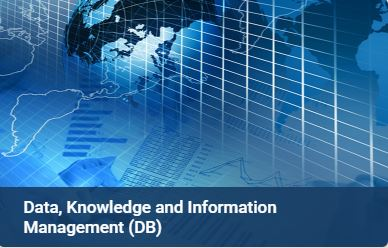 Data, Knowledge and Information
Management (DB)